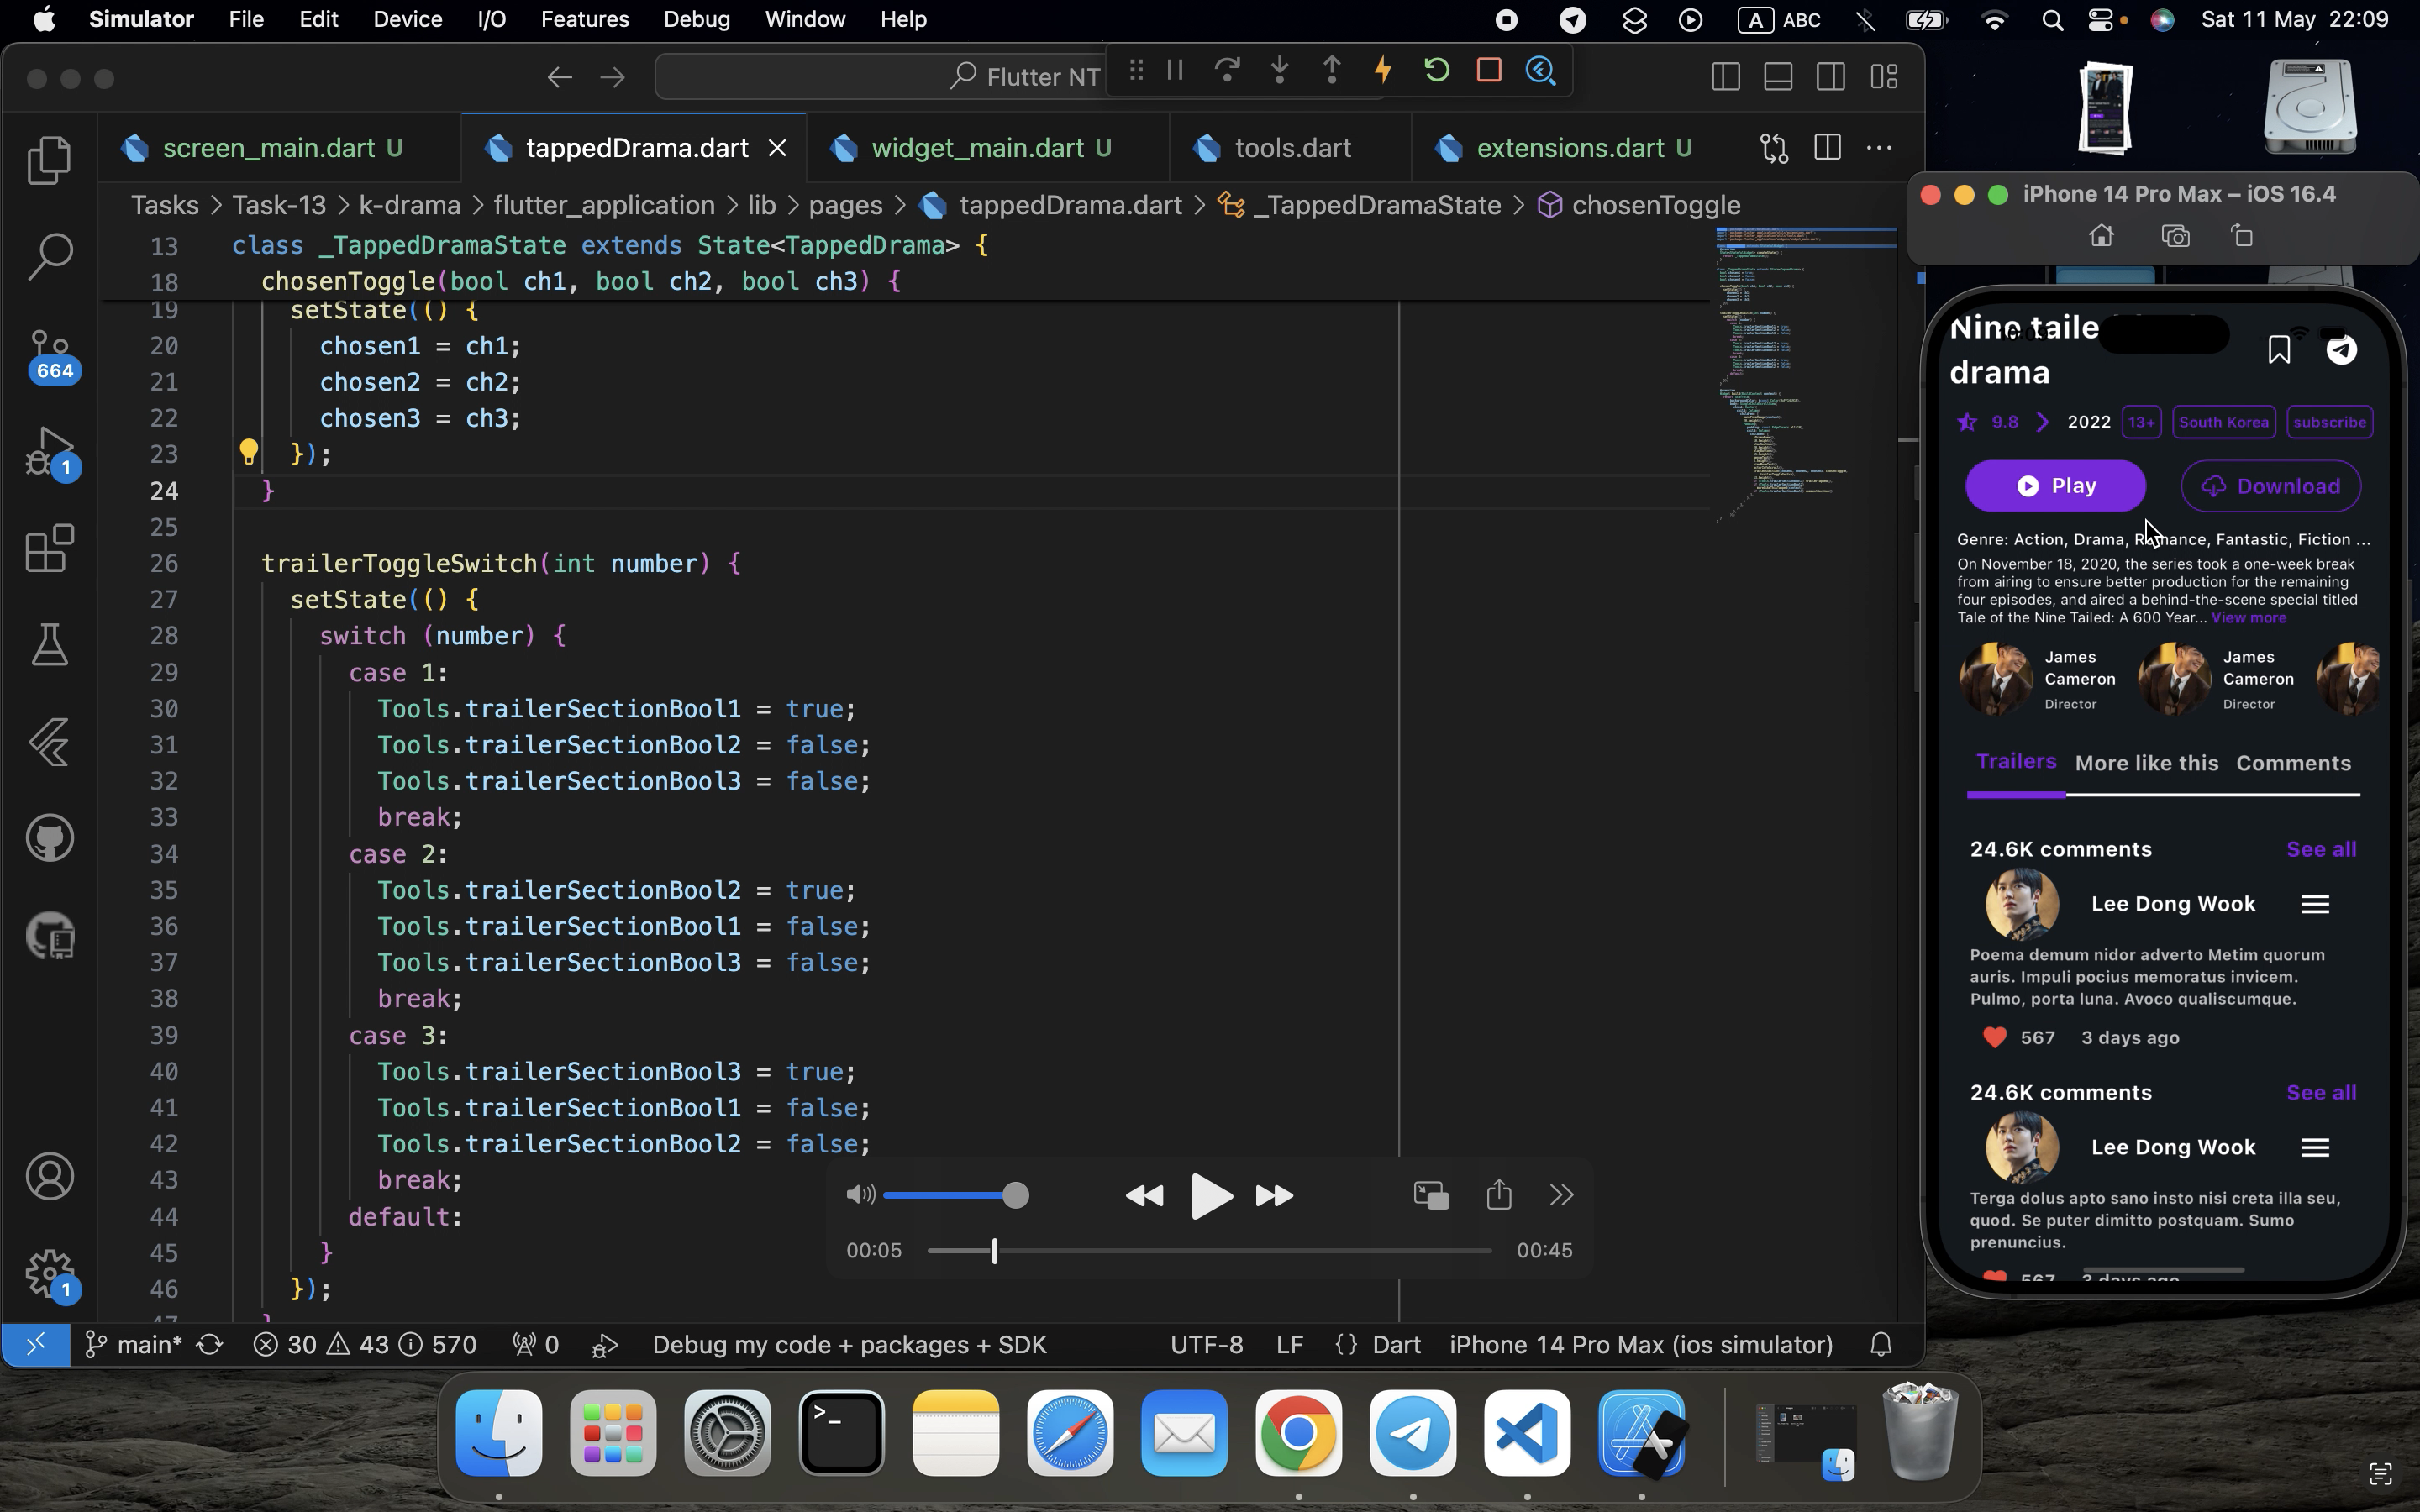 Simulator File Edit Device I/O Features Debug Window Help
A ABC Sat 11 May 22:09
Flutter NT
screen_main.dart U
tappedDrama.dart
widget_main.dart U
tools.dart
extensions.dart U
Tasks > Task-13 > k-drama > flutter_application > lib > pages > tappedDrama.dart > _TappedDramaState > chosenToggle
13 class _TappedDramaState extends State<TappedDrama> {
18 chosenToggle(bool ch1, bool ch2, bool ch3) {
19 setState(() {
20 chosen1 = ch1;
21 chosen2 = ch2;
22 chosen3 = ch3;
23 });
24 }
25
26 trailerToggleSwitch(int number) {
27 setState(() {
28 switch (number) {
29 case 1:
30 Tools.trailerSectionBool1 = true;
31 Tools.trailerSectionBool2 = false;
32 Tools.trailerSectionBool3 = false;
33 break;
34 case 2:
35 Tools.trailerSectionBool2 = true;
36 Tools.trailerSectionBool1 = false;
37 Tools.trailerSectionBool3 = false;
38 break;
39 case 3:
40 Tools.trailerSectionBool3 = true;
41 Tools.trailerSectionBool1 = false;
42 Tools.trailerSectionBool2 = false;
43 break;
44 default:
45 }
46 });
664
1
1
00:05
00:45
main* 30 43 570 0 Debug my code + packages + SDK UTF-8 LF {} Dart iPhone 14 Pro Max (ios simulator)
iPhone 14 Pro Max – iOS 16.4
Nine taile
drama
9.8 2022 13+ South Korea subscribe
Play
Download
Genre: Action, Drama, Romance, Fantastic, Fiction ...
On November 18, 2020, the series took a one-week break
from airing to ensure better production for the remaining
four episodes, and aired a behind-the-scene special titled
Tale of the Nine Tailed: A 600 Year... View more
James
Cameron
Director
James
Cameron
Director
Trailers More like this Comments
24.6K comments See all
Lee Dong Wook
Poema demum nidor adverto Metim quorum
auris. Impuli pocius memoratus invicem.
Pulmo, porta luna. Avoco qualiscumque.
567 3 days ago
24.6K comments See all
Lee Dong Wook
Terga dolus apto sano insto nisi creta illa seu,
quod. Se puter dimitto postquam. Sumo
prenuncius.
567 3 days ago